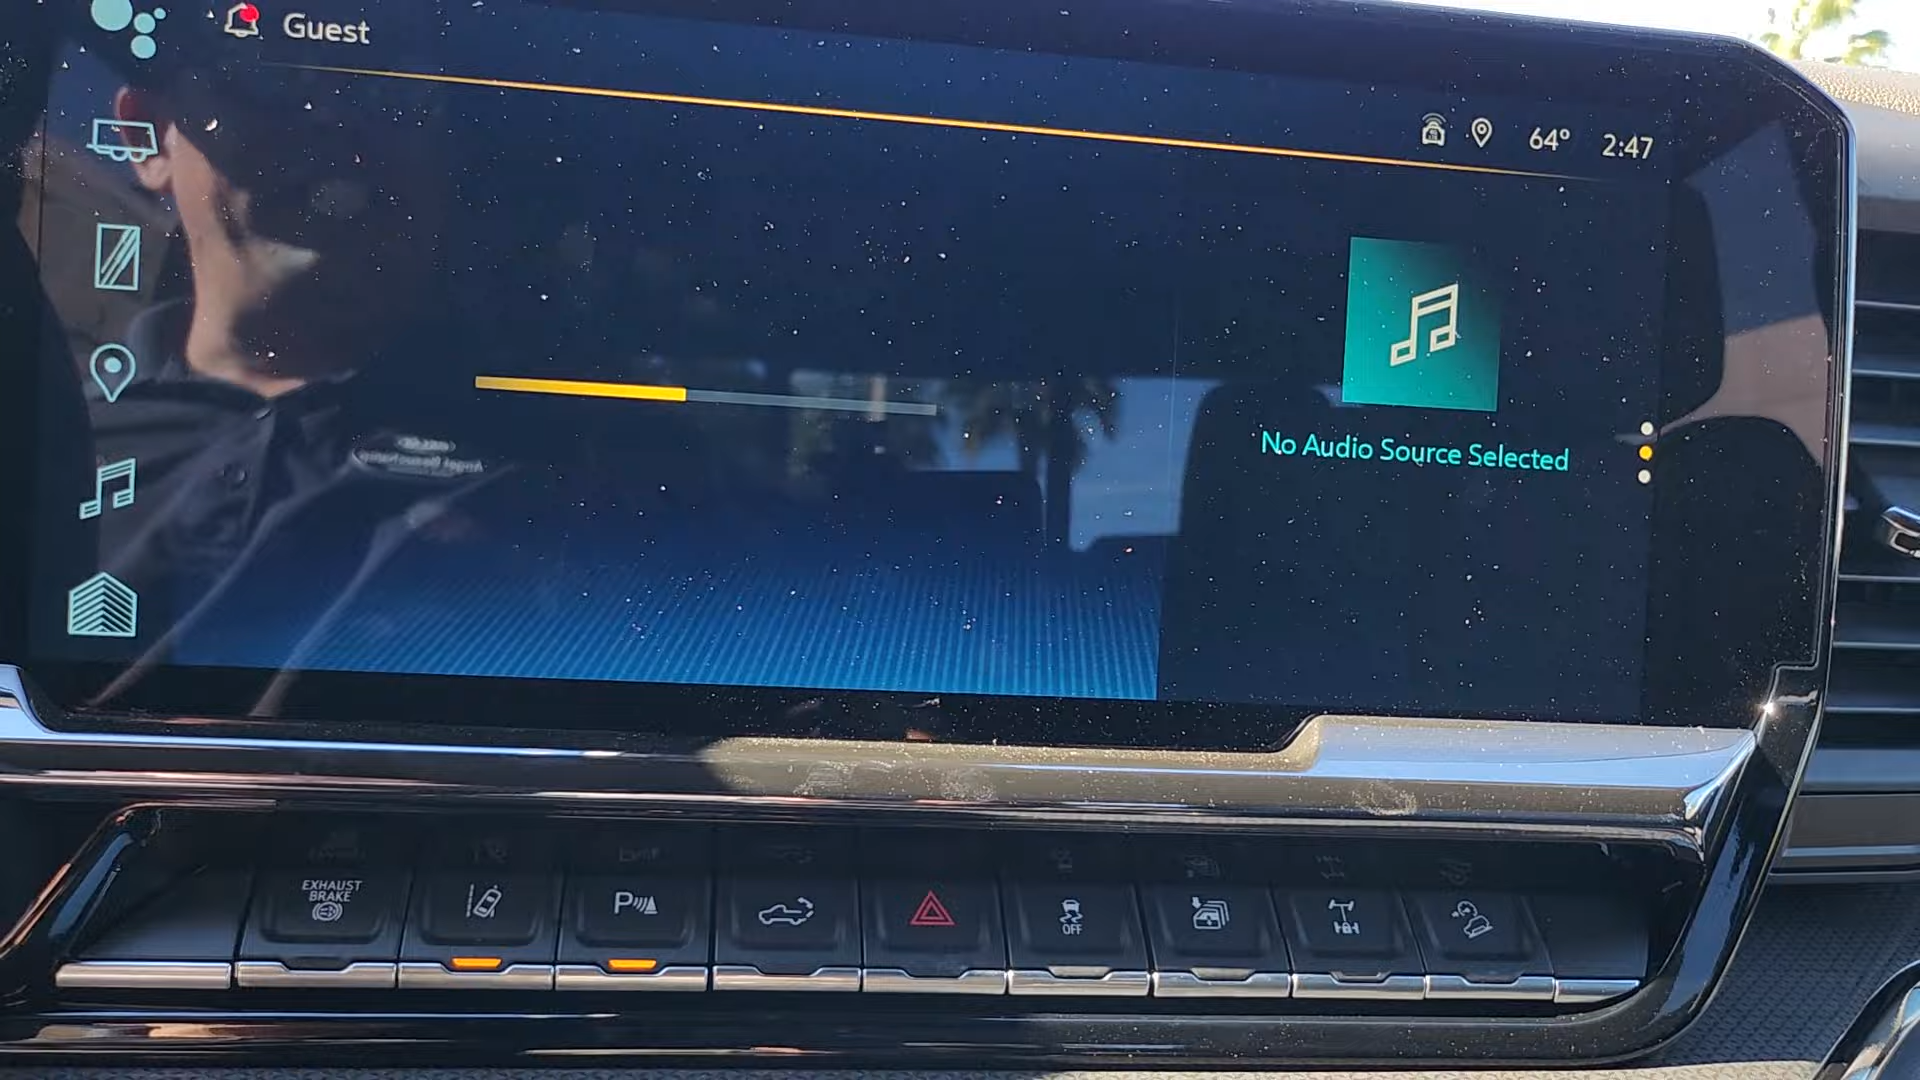 Guest
64° 2:47
No Audio Source Selected
EXHAUST
BRAKE
P
OFF